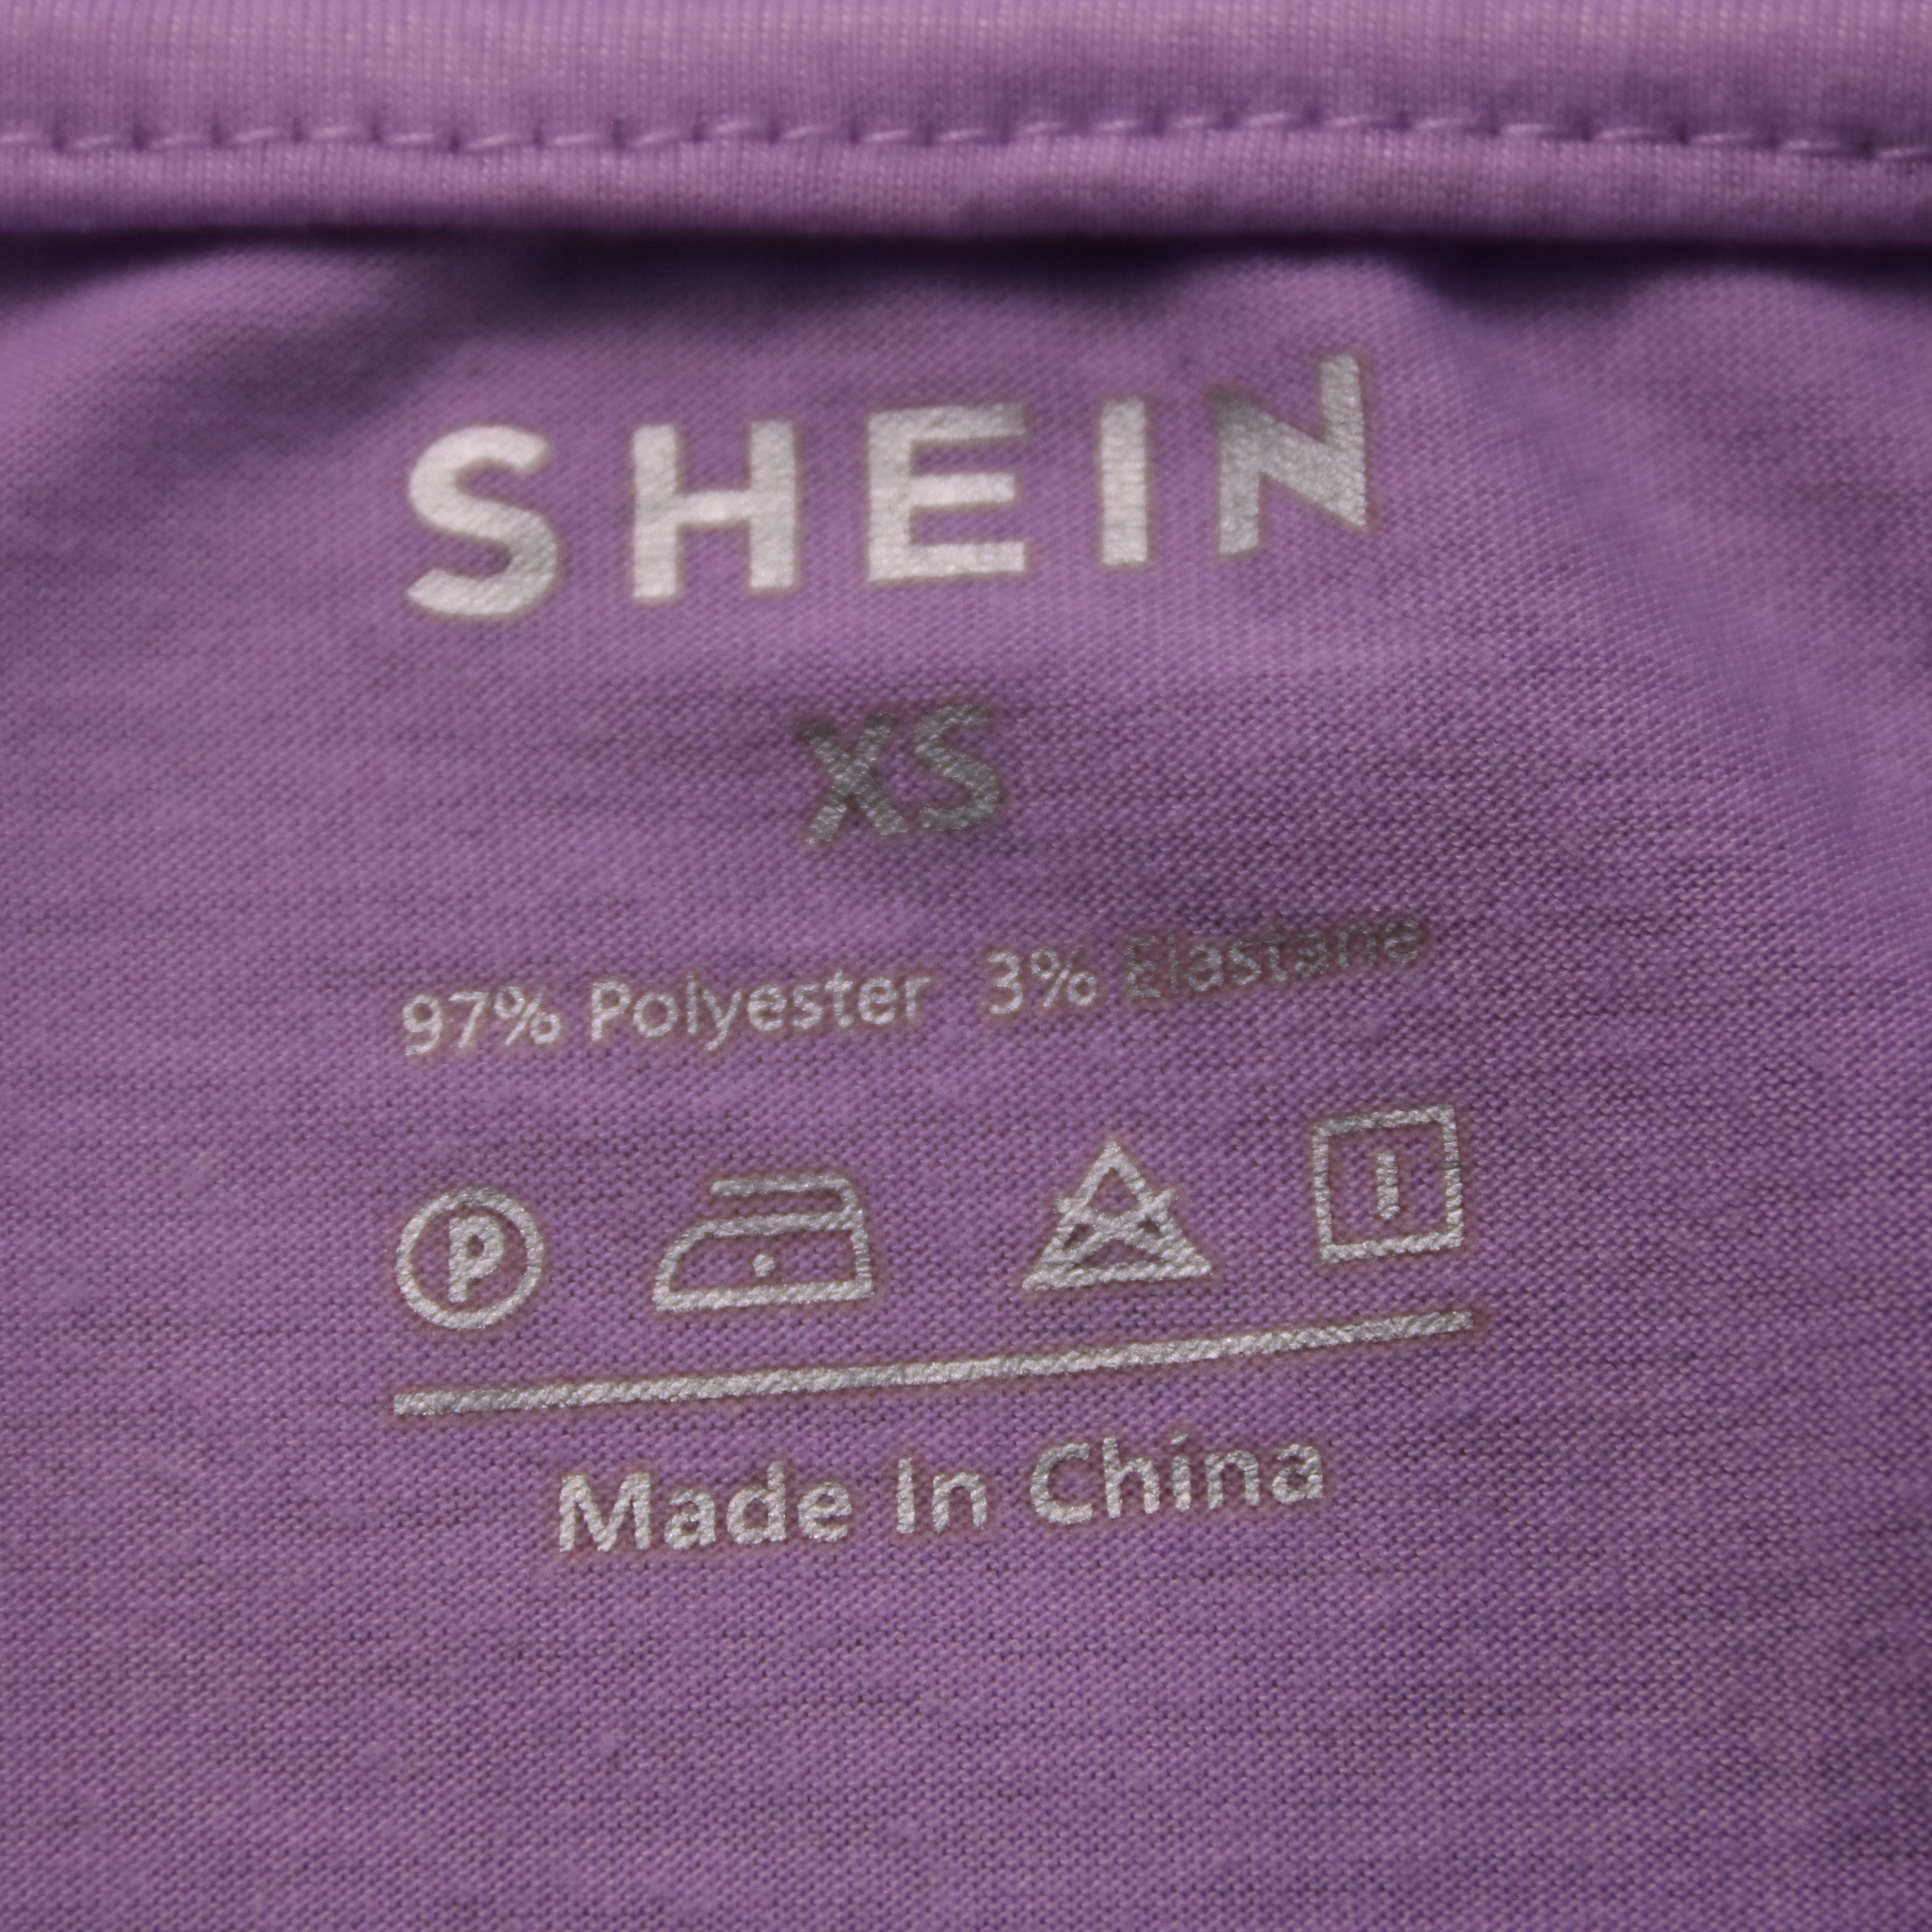 SHEIN
XS
97% Polyester 3% Elastane
P
Made In China